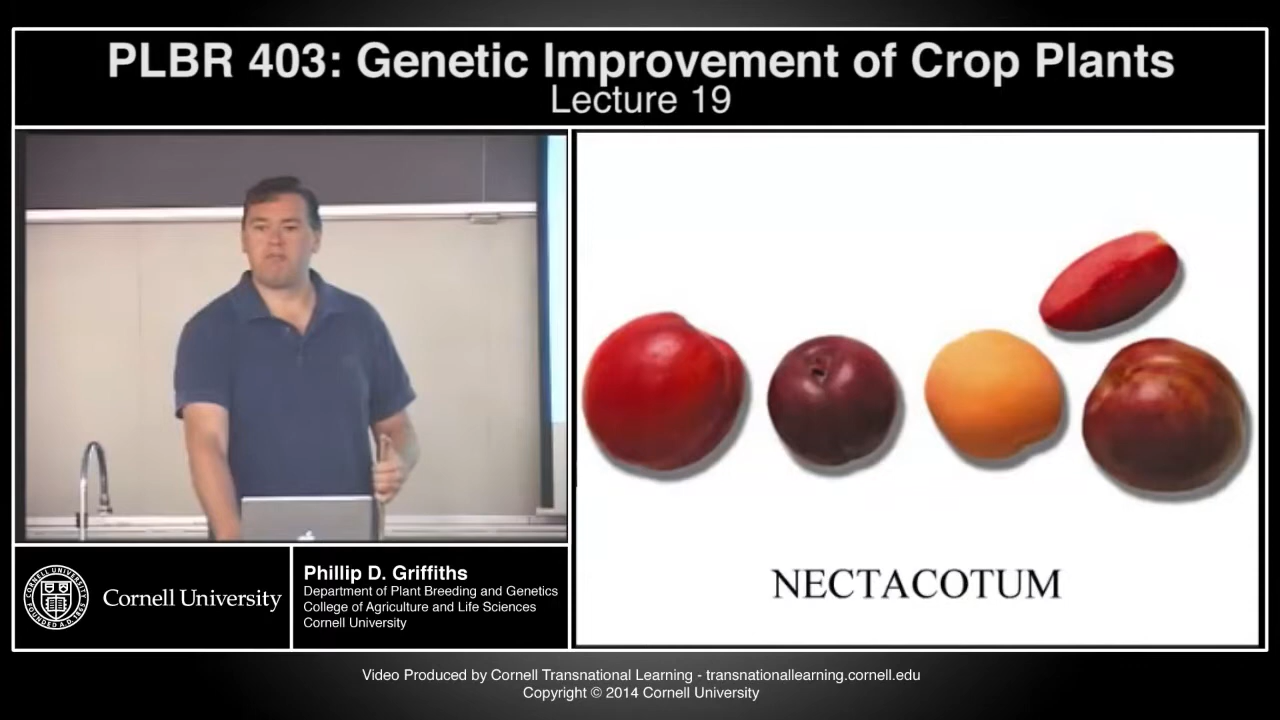 PLBR 403: Genetic Improvement of Crop Plants
Lecture 19
NECTACOTUM
Cornell University
Phillip D. Griffiths
Department of Plant Breeding and Genetics
College of Agriculture and Life Sciences
Cornell University
Video Produced by Cornell Transnational Learning - transnationallearning.cornell.edu
Copyright © 2014 Cornell University